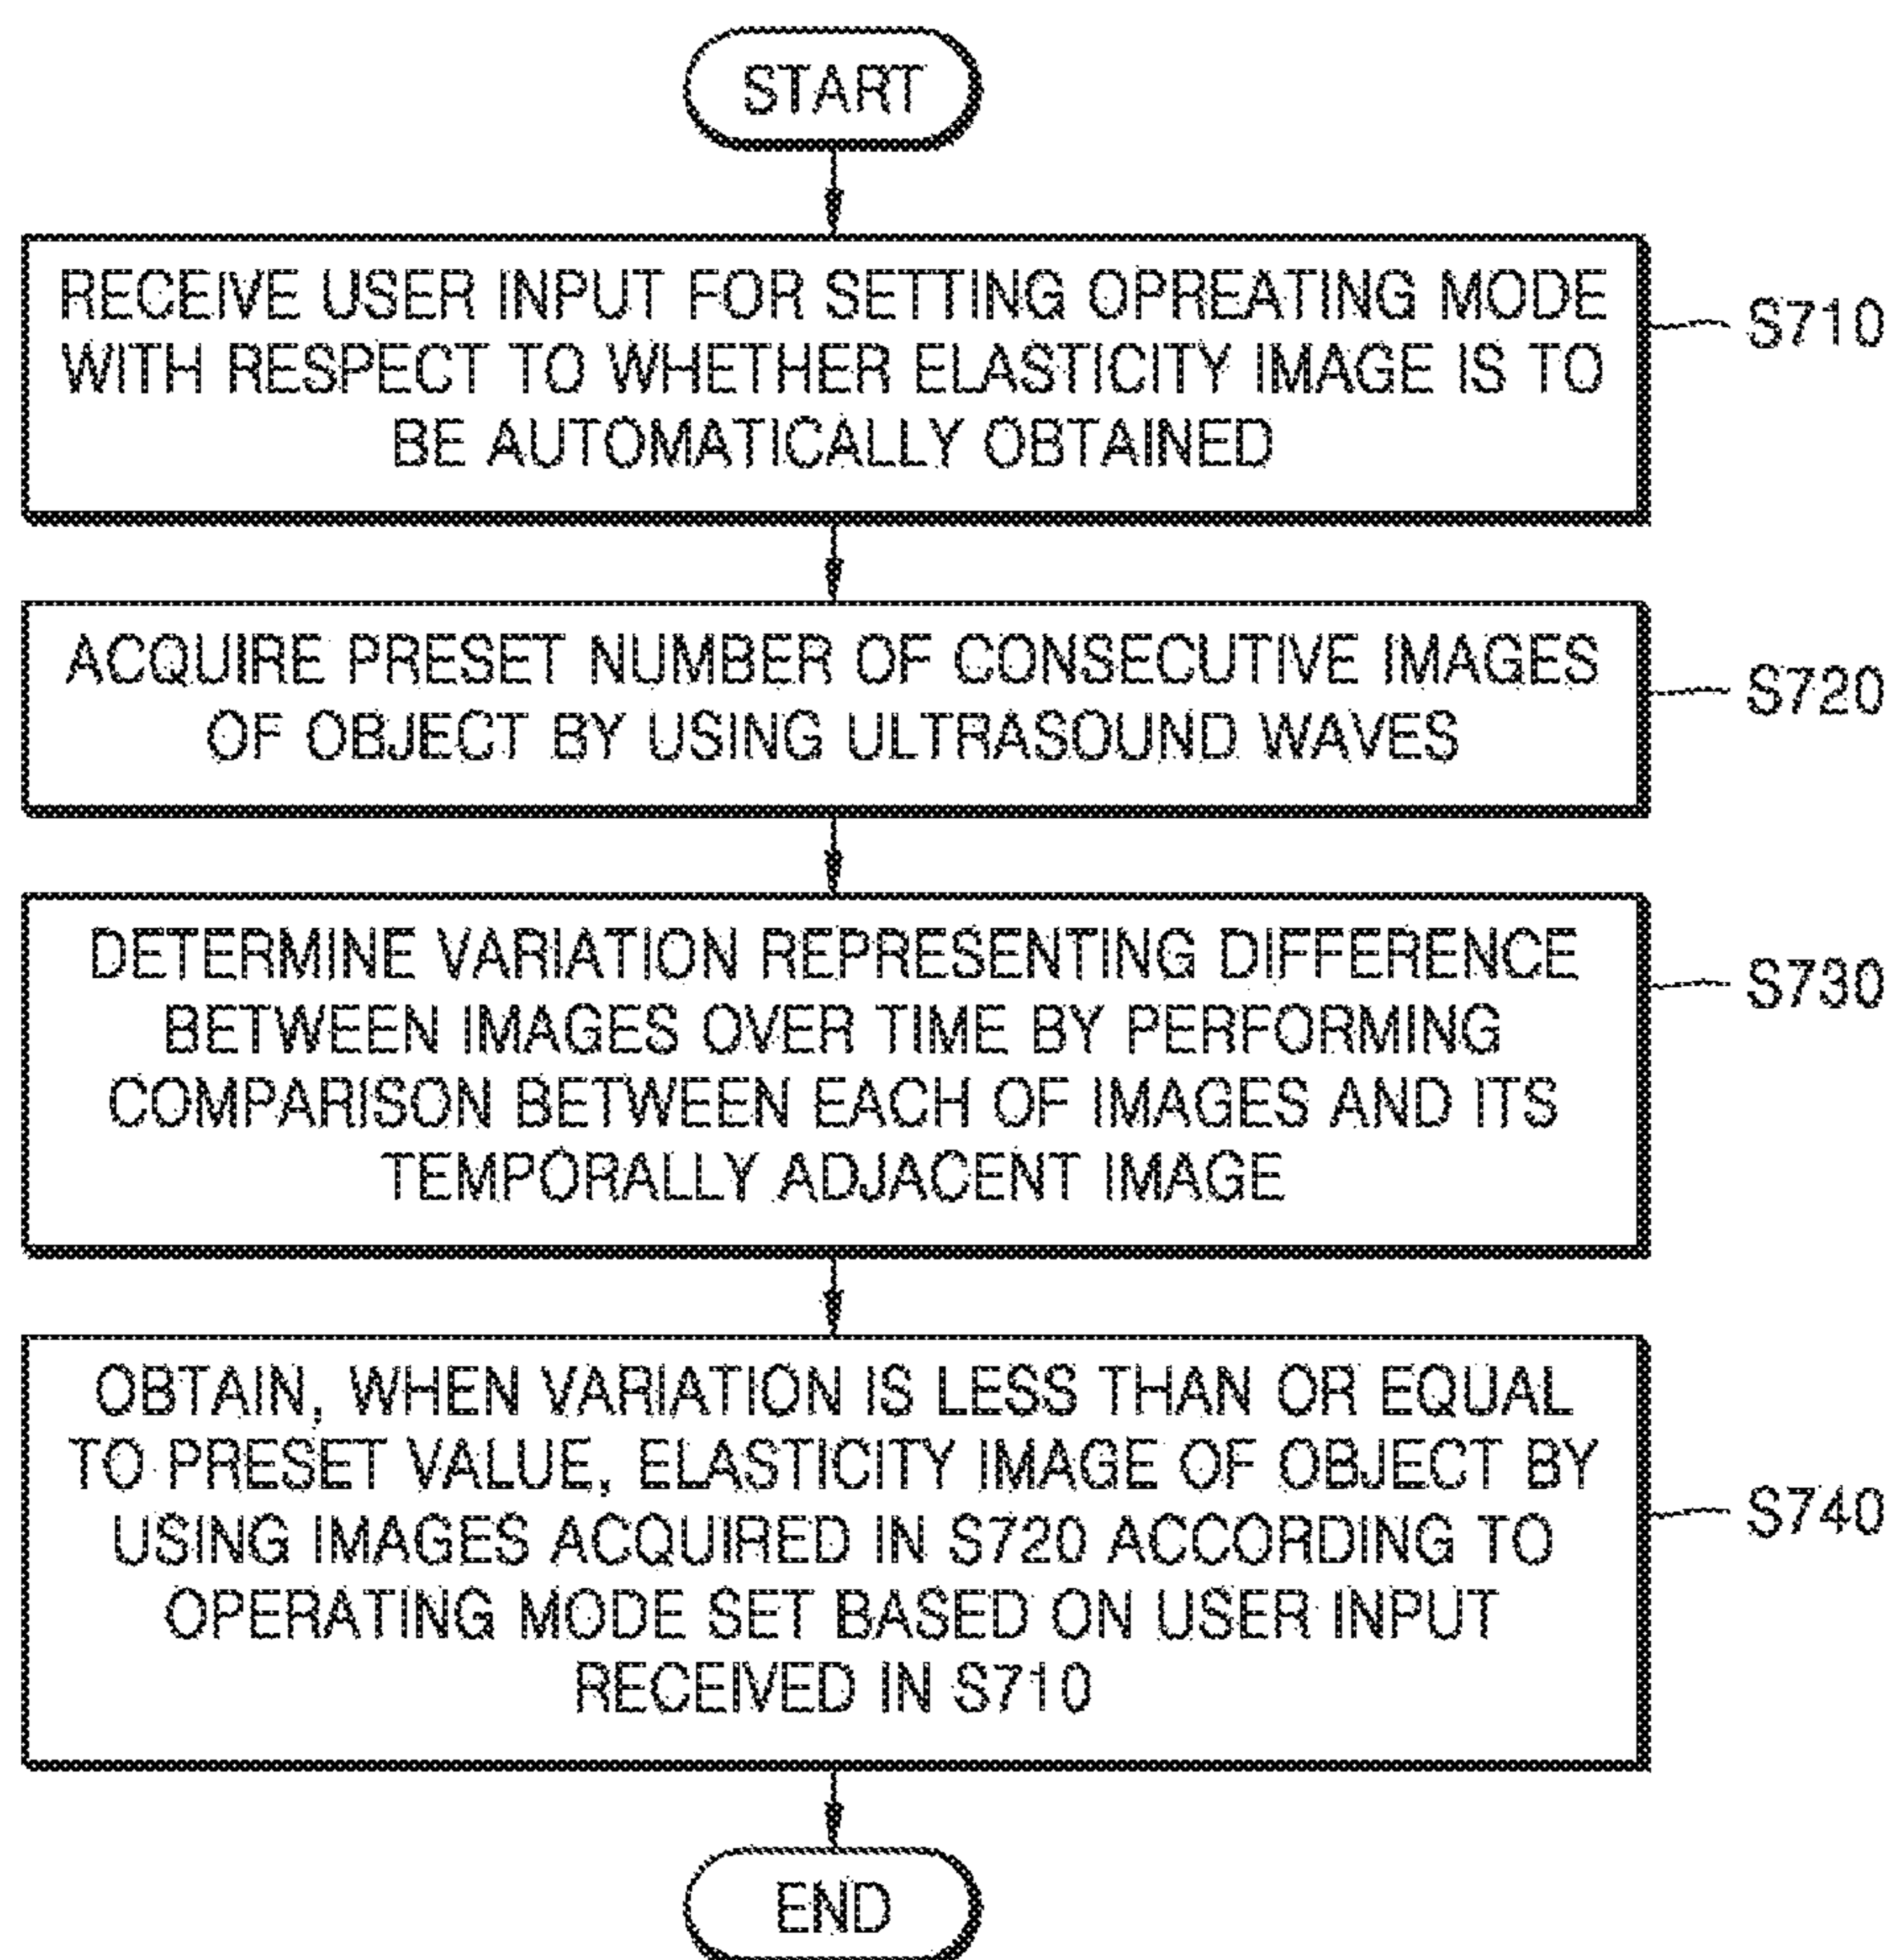 START
RECEIVE USER INPUT FOR SETTING OPREATING MODE
WITH RESPECT TO WHETHER ELASTICITY IMAGE IS TO
BE AUTOMATICALLY OBTAINED
S710
ACQUIRE PRESET NUMBER OF CONSECUTIVE IMAGES
OF OBJECT BY USING ULTRASOUND WAVES
S720
DETERMINE VARIATION REPRESENTING DIFFERENCE
BETWEEN IMAGES OVER TIME BY PERFORMING
COMPARISON BETWEEN EACH OF IMAGES AND ITS
TEMPORALLY ADJACENT IMAGE
S730
OBTAIN, WHEN VARIATION IS LESS THAN OR EQUAL
TO PRESET VALUE, ELASTICITY IMAGE OF OBJECT BY
USING IMAGES ACQUIRED IN S720 ACCORDING TO
OPERATING MODE SET BASED ON USER INPUT
RECEIVED IN S710
S740
END